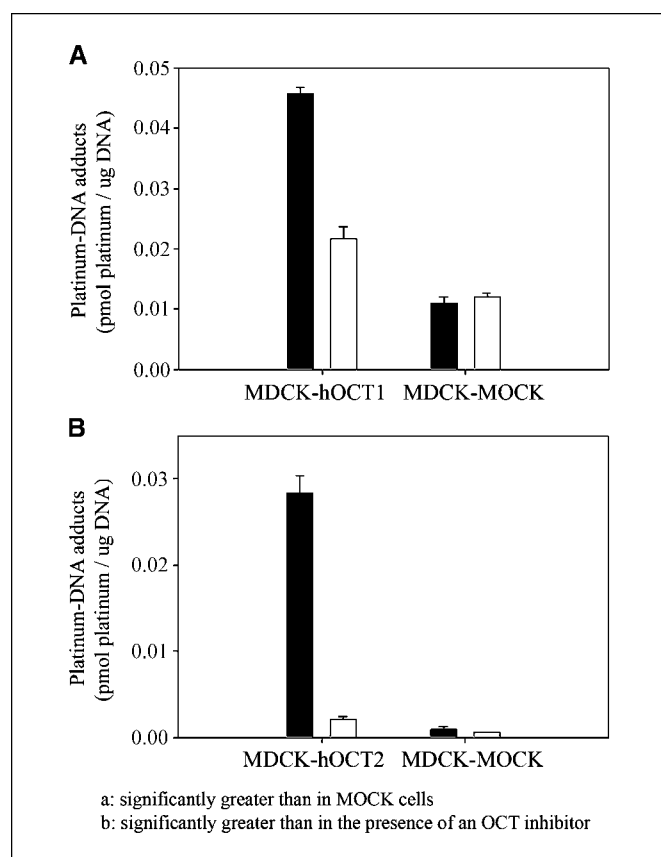 A
Platinum-DNA adducts
(pmol platinum / ug DNA)
0.05
0.04
0.03
0.02
0.01
0.00
MDCK-hOCT1 MDCK-MOCK
B
Platinum-DNA adducts
(pmol platinum / ug DNA)
0.03
0.02
0.01
0.00
MDCK-hOCT2 MDCK-MOCK
a: significantly greater than in MOCK cells
b: significantly greater than in the presence of an OCT inhibitor